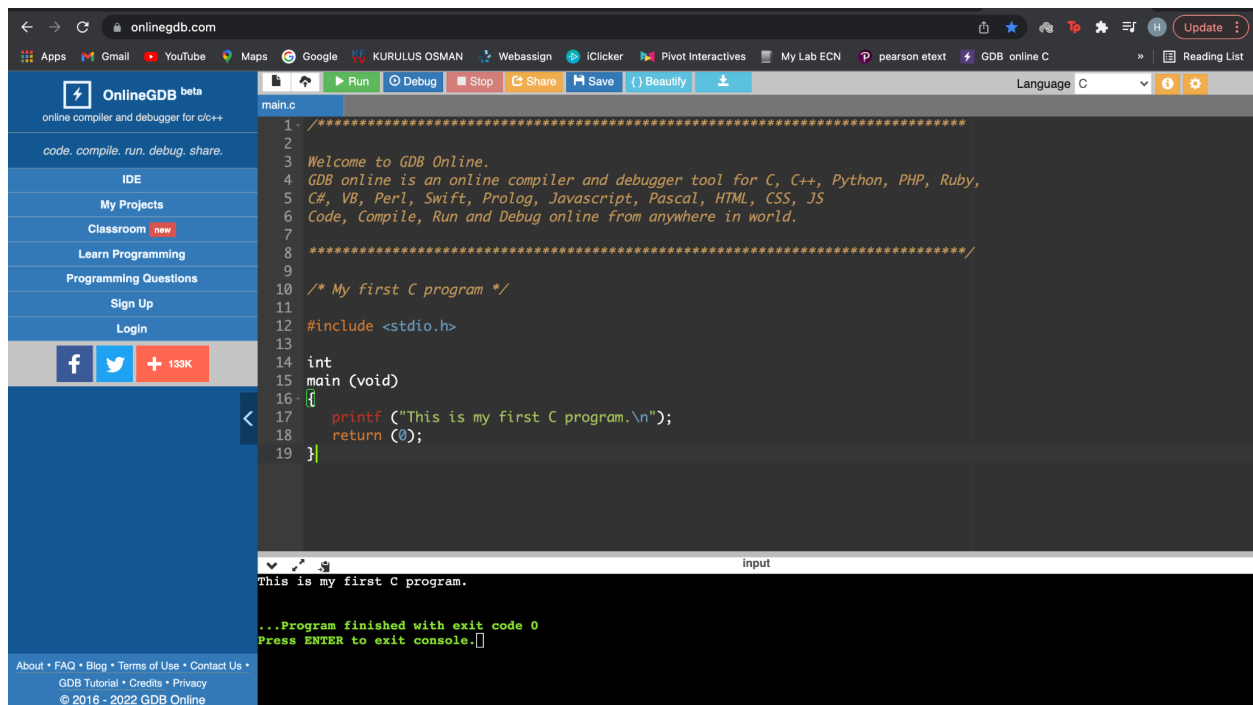 onlinegdb.com
Tp
H
Update
Apps
Gmail
YouTube
Maps
Google
KURULUS OSMAN
Webassign
iClicker
Pivot Interactives
My Lab ECN
pearson etext
GDB online C
»
Reading List
OnlineGDB beta
online compiler and debugger for c/c++
code. compile. run. debug. share.
IDE
My Projects
Classroom new
Learn Programming
Programming Questions
Sign Up
Login
f
+ 133K
About • FAQ • Blog • Terms of Use • Contact Us •
GDB Tutorial • Credits • Privacy
© 2016 - 2022 GDB Online
Run
Debug
Stop
Share
Save
{ } Beautify
Language C
main.c
1 /******************************************************************************
2
3 Welcome to GDB Online.
4 GDB online is an online compiler and debugger tool for C, C++, Python, PHP, Ruby,
5 C#, VB, Perl, Swift, Prolog, Javascript, Pascal, HTML, CSS, JS
6 Code, Compile, Run and Debug online from anywhere in world.
7
8 *******************************************************************************/
9
10 /* My first C program */
11
12 #include <stdio.h>
13
14 int
15 main (void)
16 {
17 printf ("This is my first C program.\n");
18 return (0);
19 }
input
This is my first C program.
...Program finished with exit code 0
Press ENTER to exit console.